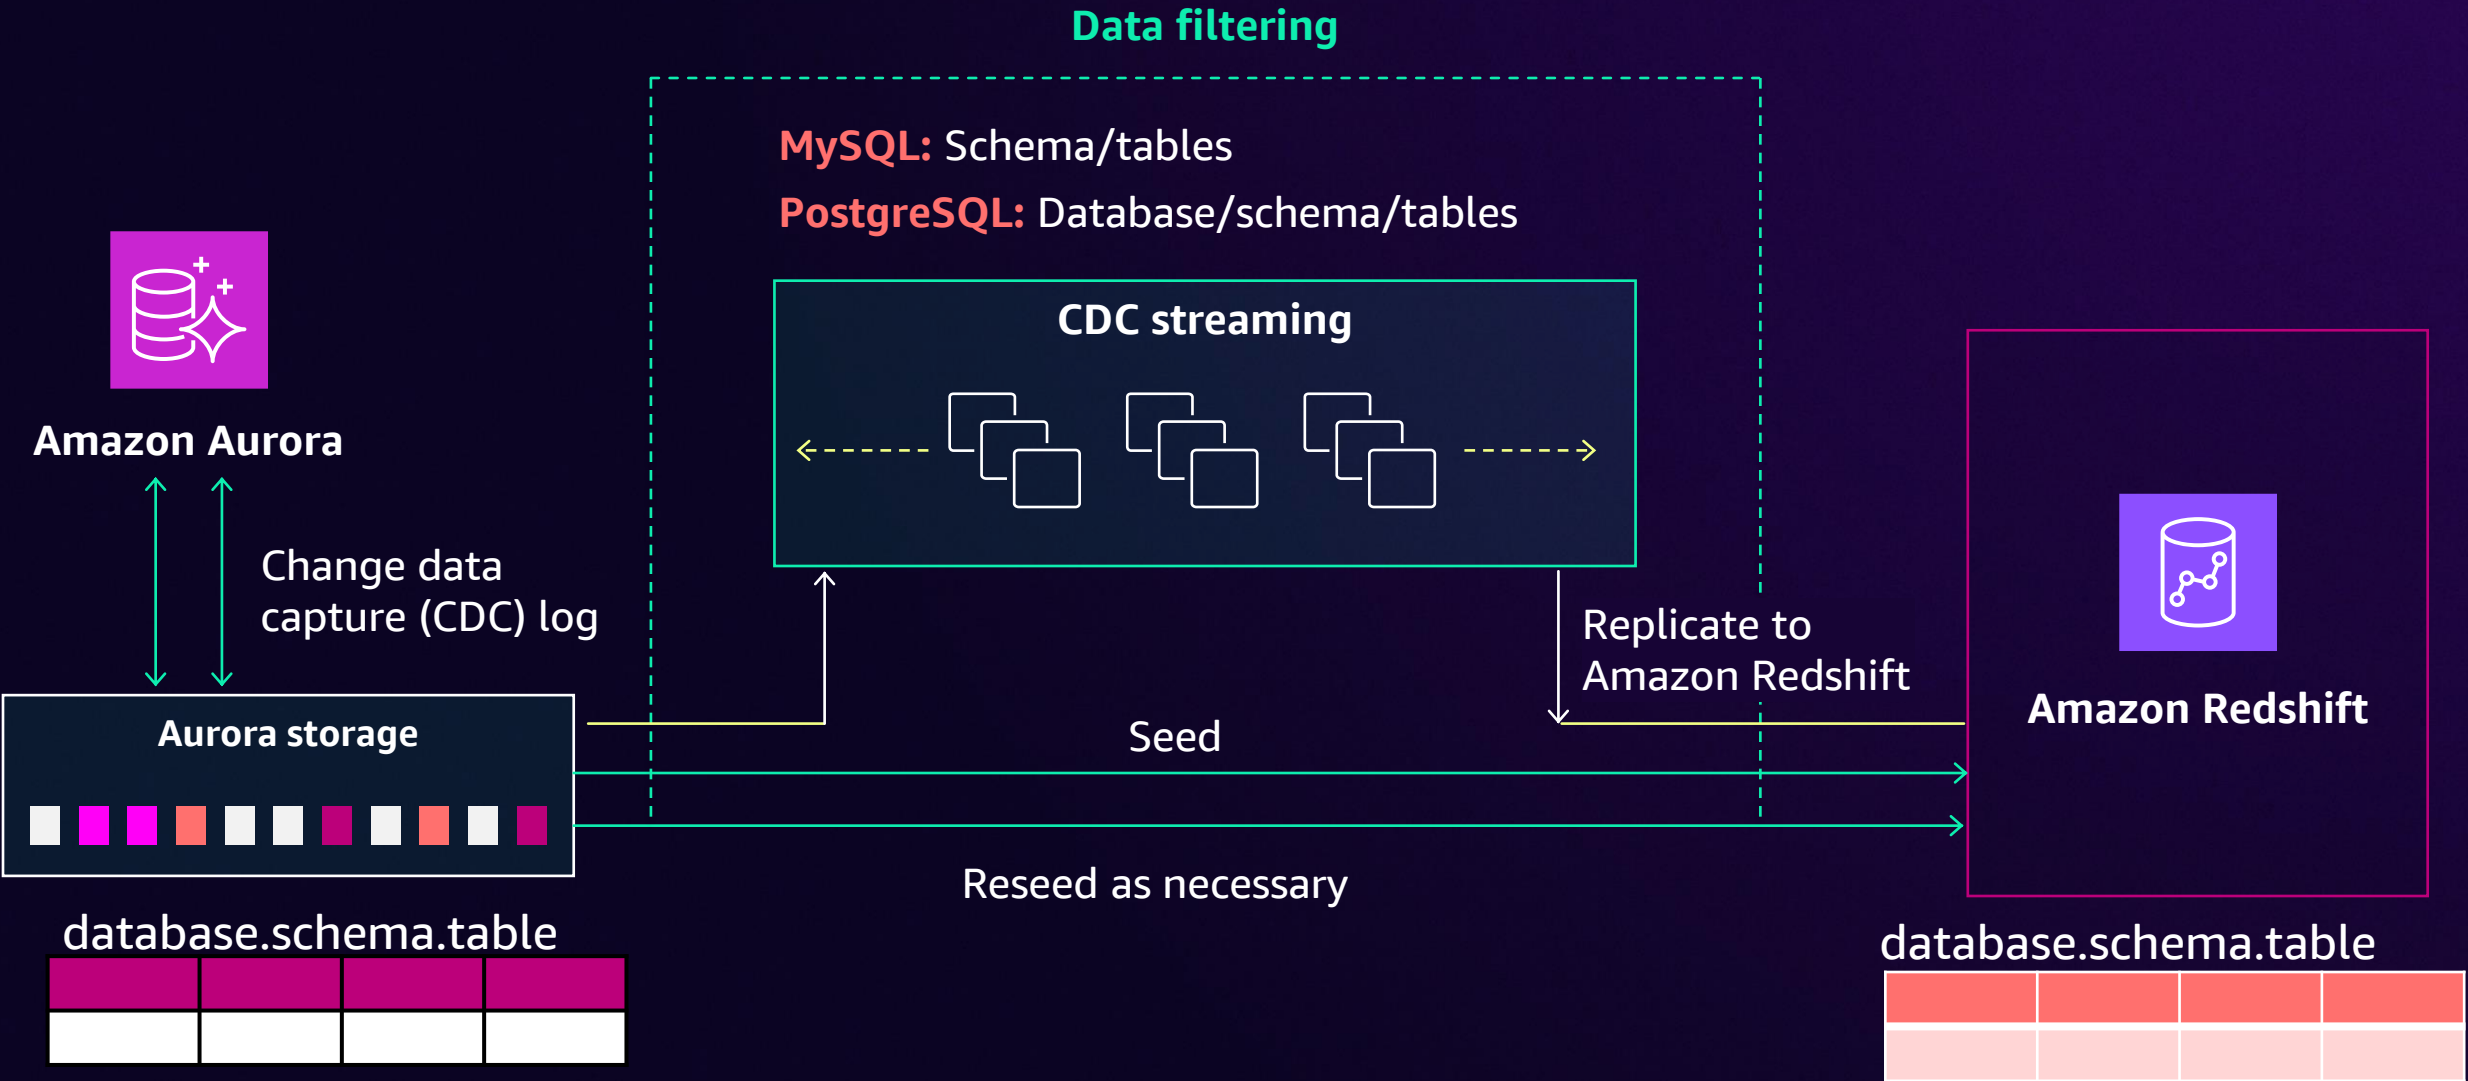 Data filtering
MySQL: Schema/tables
PostgreSQL: Database/schema/tables
CDC streaming
Amazon Aurora
Change data
capture (CDC) log
Replicate to
Amazon Redshift
Amazon Redshift
Aurora storage
Seed
Reseed as necessary
database.schema.table
database.schema.table